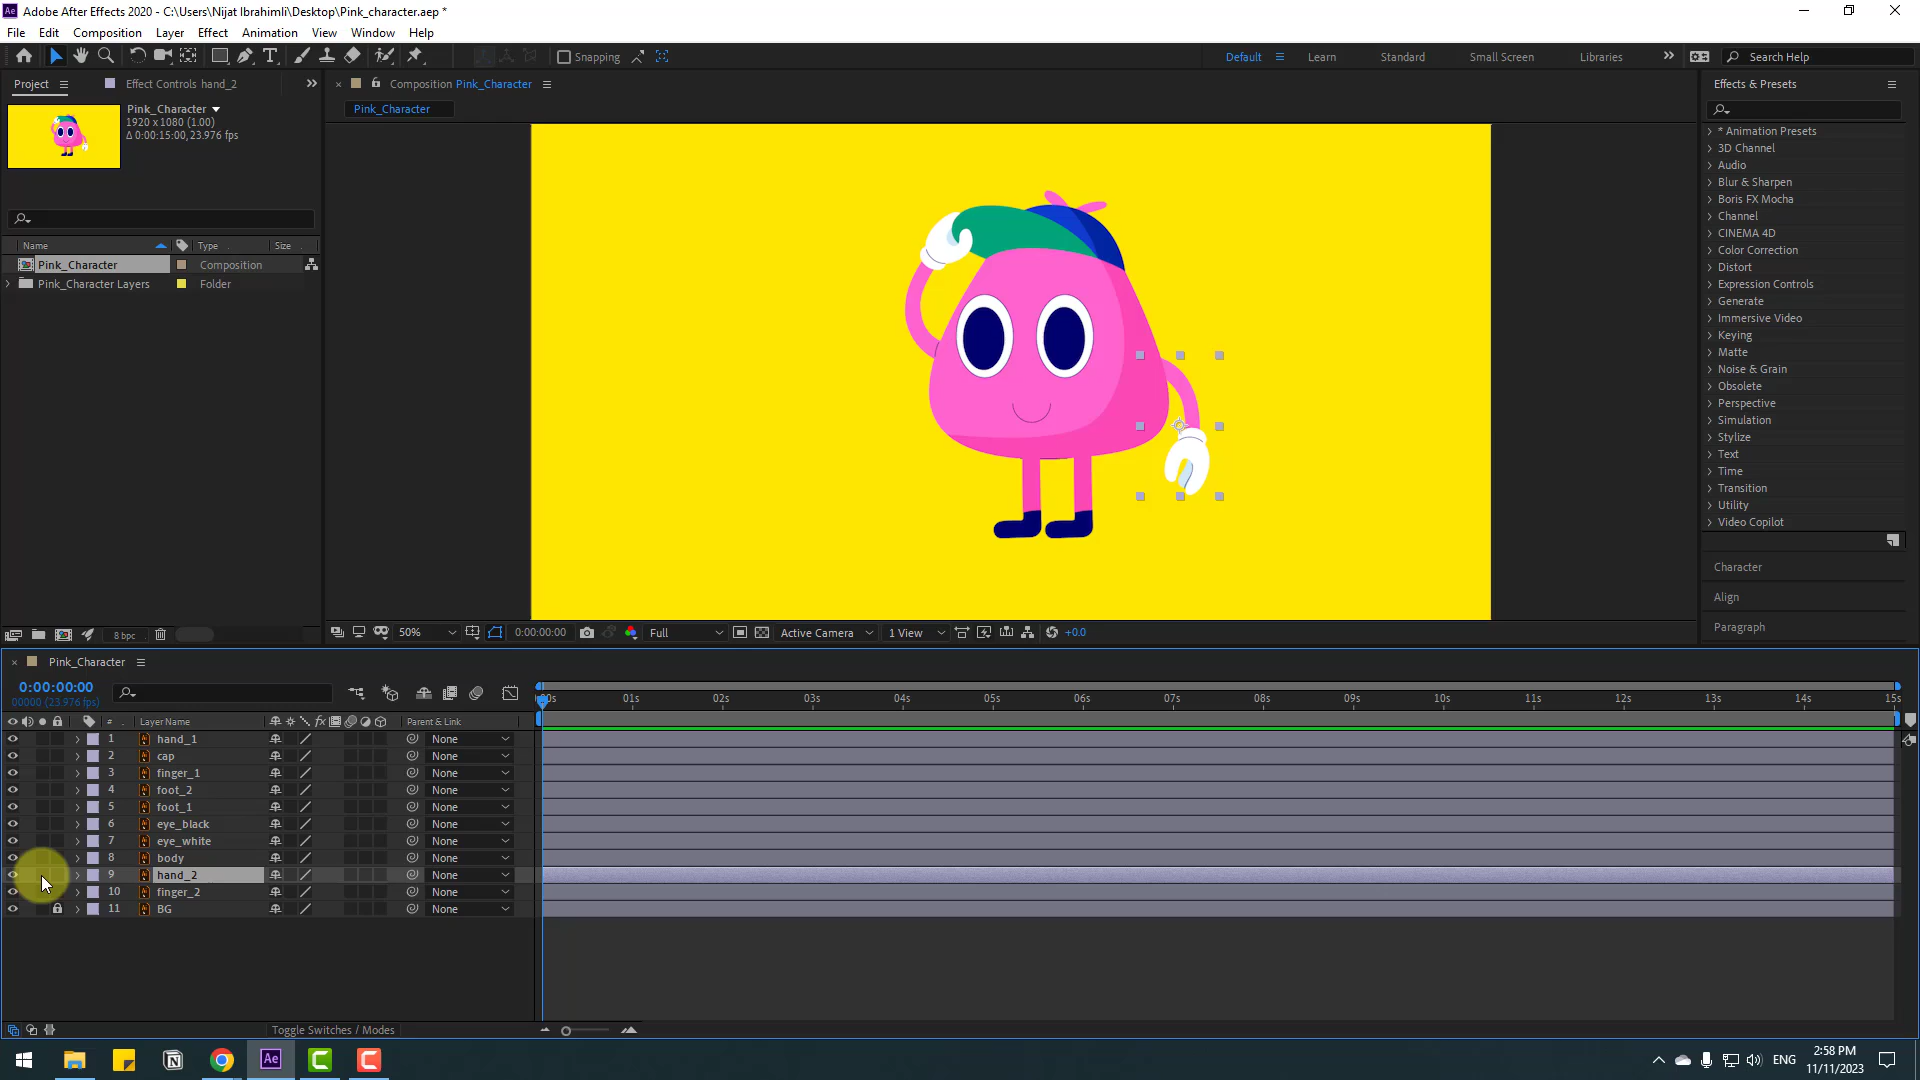 Adobe After Effects 2020 - C:\Users\Nijat Ibrahimli\Desktop\Pink_character.aep *
File Edit Composition Layer Effect Animation View Window Help
Snapping Default Learn Standard Small Screen Libraries Search Help
Project Effect Controls hand_2 Composition Pink_Character Effects & Presets
Pink_Character
1920 x 1080 (1.00)
Δ 0:00:15:00, 23.976 fps
Pink_Character
Name Type Size
Pink_Character Composition
Pink_Character Layers Folder
* Animation Presets
3D Channel
Audio
Blur & Sharpen
Boris FX Mocha
Channel
CINEMA 4D
Color Correction
Distort
Expression Controls
Generate
Immersive Video
Keying
Matte
Noise & Grain
Obsolete
Perspective
Simulation
Stylize
Text
Time
Transition
Utility
Video Copilot
Character
Align
Paragraph
8 bpc 50% 0:00:00:00 Full Active Camera 1 View +0.0
Pink_Character
0:00:00:00
00000 (23.976 fps)
:00s 01s 02s 03s 04s 05s 06s 07s 08s 09s 10s 11s 12s 13s 14s 15s
# Layer Name Parent & Link
1 hand_1 None
2 cap None
3 finger_1 None
4 foot_2 None
5 foot_1 None
6 eye_black None
7 eye_white None
8 body None
9 hand_2 None
10 finger_2 None
11 BG None
Toggle Switches / Modes
ENG
2:58 PM
11/11/2023